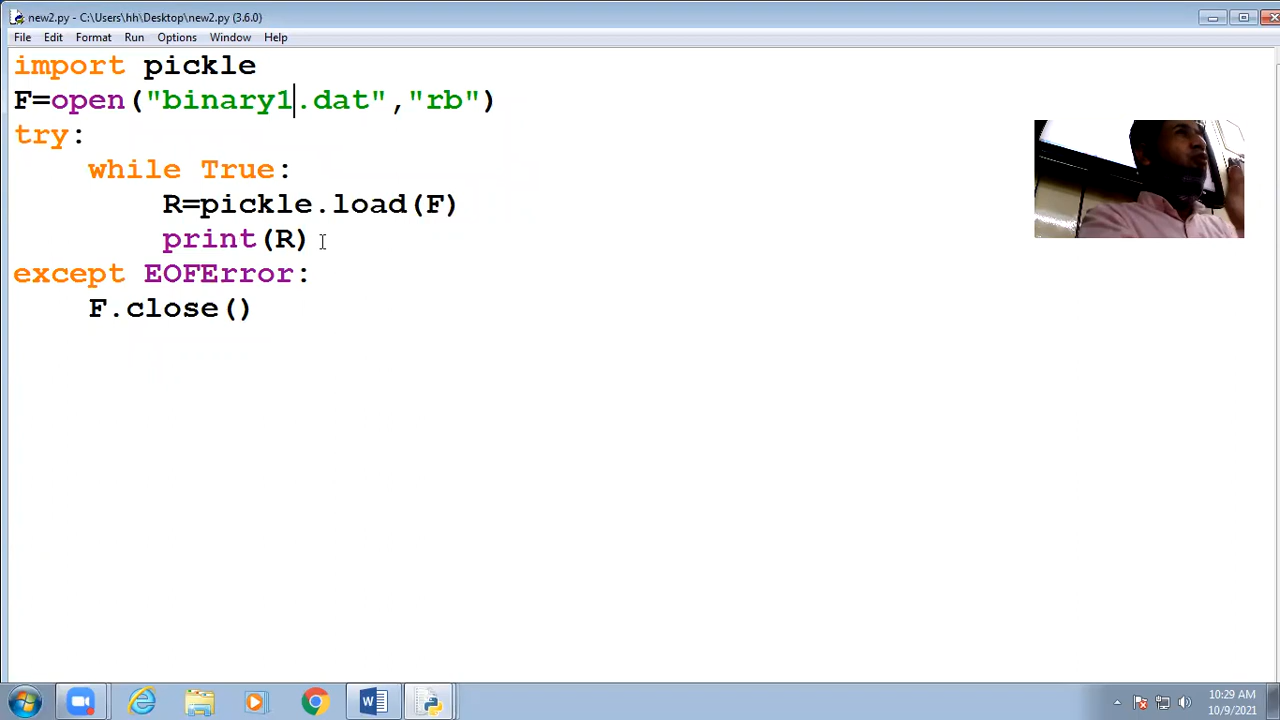 new2.py - C:\Users\hh\Desktop\new2.py (3.6.0)
File Edit Format Run Options Window Help
import pickle
F=open("binary1.dat","rb")
try:
    while True:
        R=pickle.load(F)
        print(R)
except EOFError:
    F.close()
10:29 AM
10/9/2021